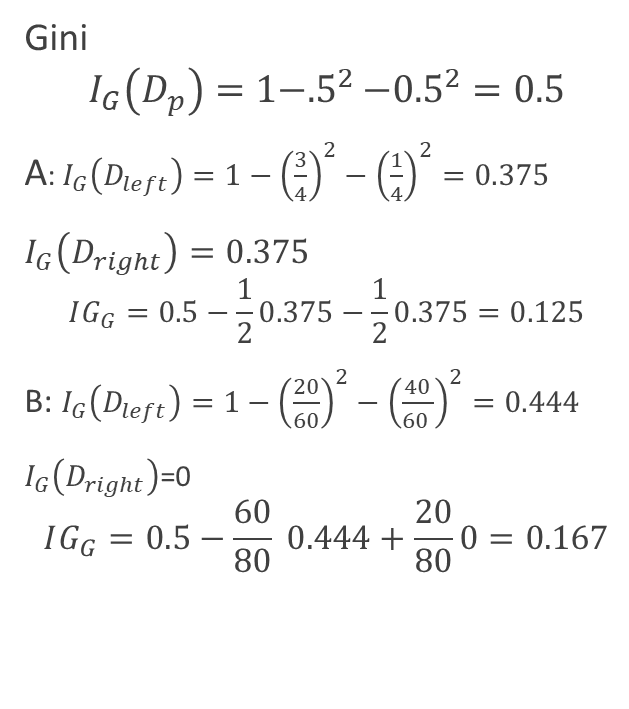 Gini
I_G(D_p) = 1−.5² −0.5² = 0.5
A: I_G(D_left) = 1 − (3/4)² − (1/4)² = 0.375
I_G(D_right) = 0.375
IG_G = 0.5 − 1/2 0.375 − 1/2 0.375 = 0.125
B: I_G(D_left) = 1 − (20/60)² − (40/60)² = 0.444
I_G(D_right)=0
IG_G = 0.5 − 60/80 0.444 + 20/80 0 = 0.167